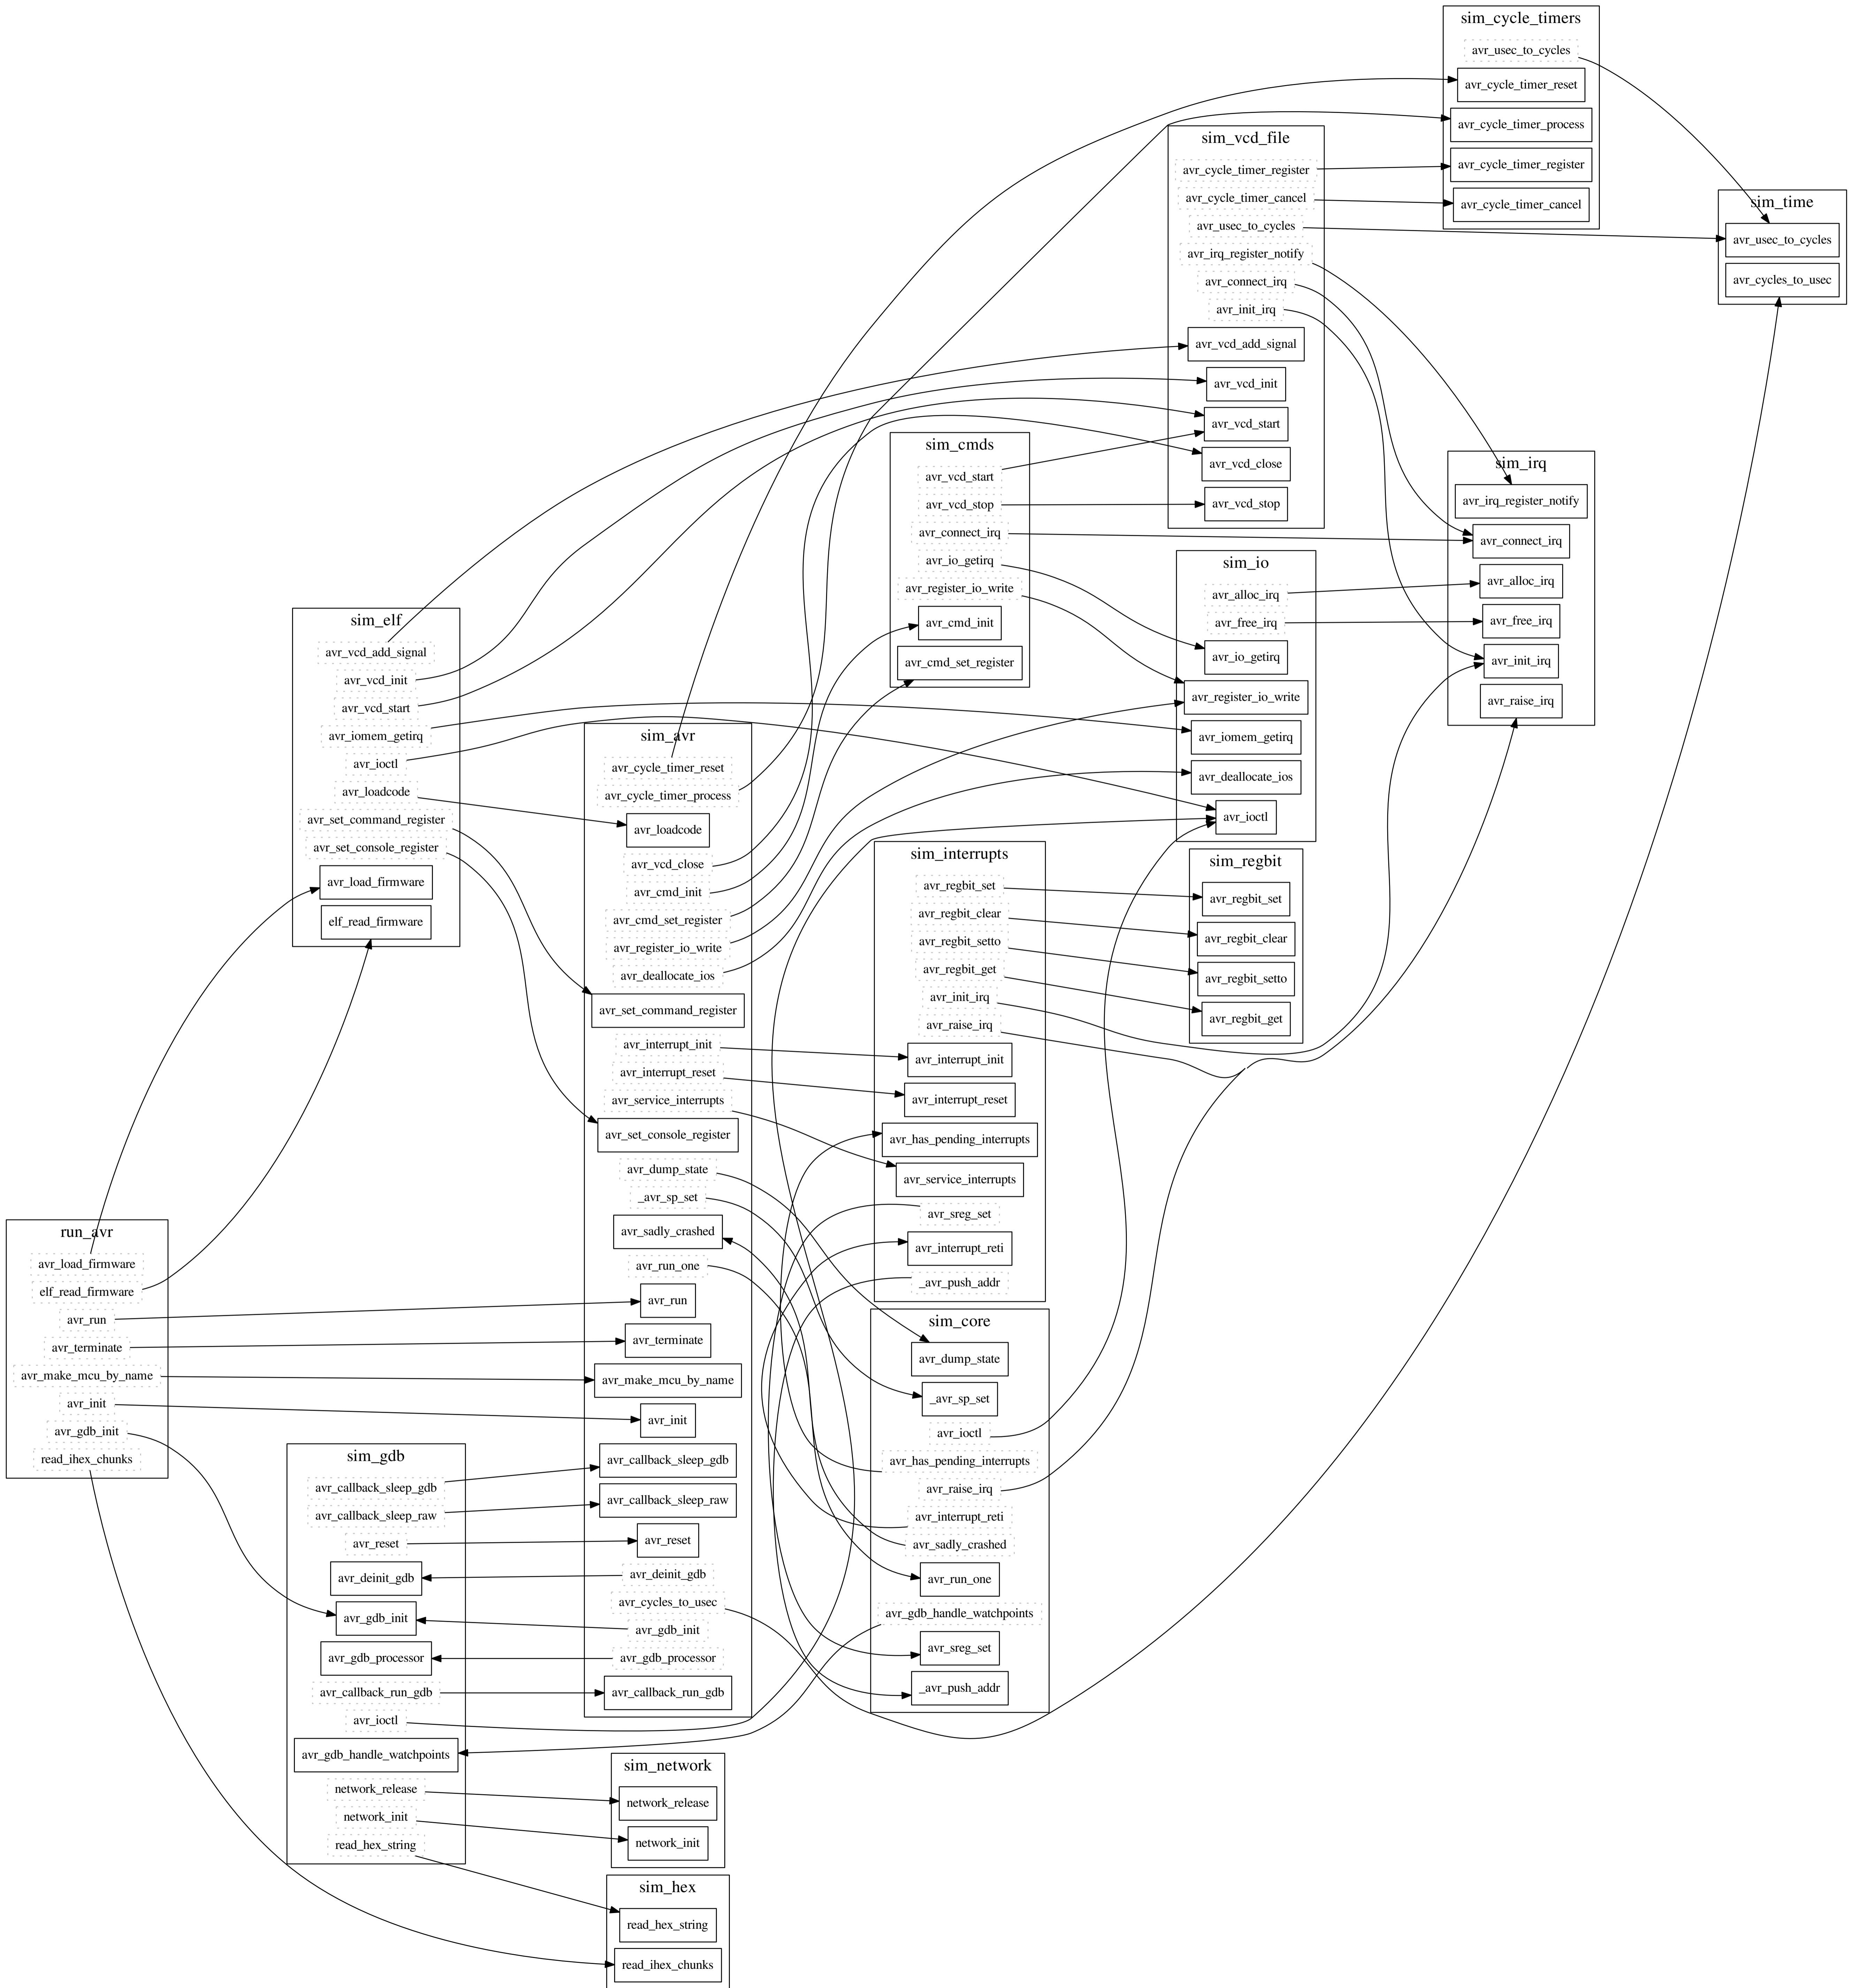 sim_cycle_timers
avr_usec_to_cycles
avr_cycle_timer_reset
avr_cycle_timer_process
avr_cycle_timer_register
avr_cycle_timer_cancel
sim_vcd_file
avr_cycle_timer_register
avr_cycle_timer_cancel
avr_usec_to_cycles
avr_irq_register_notify
avr_connect_irq
avr_init_irq
avr_vcd_add_signal
avr_vcd_init
avr_vcd_start
avr_vcd_close
avr_vcd_stop
sim_time
avr_usec_to_cycles
avr_cycles_to_usec
sim_cmds
avr_vcd_start
avr_vcd_stop
avr_connect_irq
avr_io_getirq
avr_register_io_write
avr_cmd_init
avr_cmd_set_register
sim_irq
avr_irq_register_notify
avr_connect_irq
avr_alloc_irq
avr_free_irq
avr_init_irq
avr_raise_irq
sim_io
avr_alloc_irq
avr_free_irq
avr_io_getirq
avr_register_io_write
avr_iomem_getirq
avr_deallocate_ios
avr_ioctl
sim_elf
avr_vcd_add_signal
avr_vcd_init
avr_vcd_start
avr_iomem_getirq
avr_ioctl
avr_loadcode
avr_set_command_register
avr_set_console_register
avr_load_firmware
elf_read_firmware
sim_avr
avr_cycle_timer_reset
avr_cycle_timer_process
avr_loadcode
avr_vcd_close
avr_cmd_init
avr_cmd_set_register
avr_register_io_write
avr_deallocate_ios
avr_set_command_register
avr_interrupt_init
avr_interrupt_reset
avr_service_interrupts
avr_set_console_register
avr_dump_state
_avr_sp_set
avr_sadly_crashed
avr_run_one
avr_run
avr_terminate
avr_make_mcu_by_name
avr_init
avr_callback_sleep_gdb
avr_callback_sleep_raw
avr_reset
avr_deinit_gdb
avr_cycles_to_usec
avr_gdb_init
avr_gdb_processor
avr_callback_run_gdb
sim_interrupts
avr_regbit_set
avr_regbit_clear
avr_regbit_setto
avr_regbit_get
avr_init_irq
avr_raise_irq
avr_interrupt_init
avr_interrupt_reset
avr_has_pending_interrupts
avr_service_interrupts
avr_sreg_set
avr_interrupt_reti
_avr_push_addr
sim_regbit
avr_regbit_set
avr_regbit_clear
avr_regbit_setto
avr_regbit_get
run_avr
avr_load_firmware
elf_read_firmware
avr_run
avr_terminate
avr_make_mcu_by_name
avr_init
avr_gdb_init
read_ihex_chunks
sim_core
avr_dump_state
_avr_sp_set
avr_ioctl
avr_has_pending_interrupts
avr_raise_irq
avr_interrupt_reti
avr_sadly_crashed
avr_run_one
avr_gdb_handle_watchpoints
avr_sreg_set
_avr_push_addr
sim_gdb
avr_callback_sleep_gdb
avr_callback_sleep_raw
avr_reset
avr_deinit_gdb
avr_gdb_init
avr_gdb_processor
avr_callback_run_gdb
avr_ioctl
avr_gdb_handle_watchpoints
network_release
network_init
read_hex_string
sim_network
network_release
network_init
sim_hex
read_hex_string
read_ihex_chunks